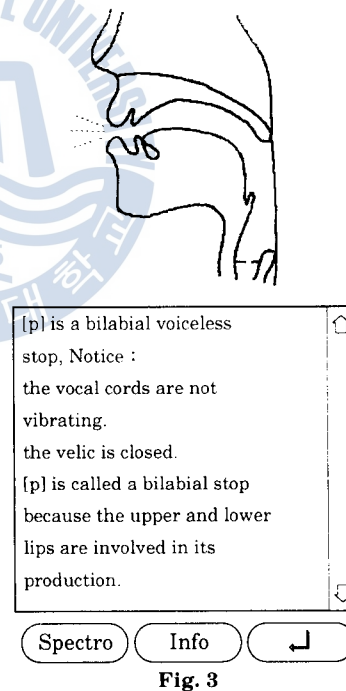 [p] is a bilabial voiceless
stop, Notice :
the vocal cords are not
vibrating.
the velic is closed.
[p] is called a bilabial stop
because the upper and lower
lips are involved in its
production.
Spectro Info
Fig. 3